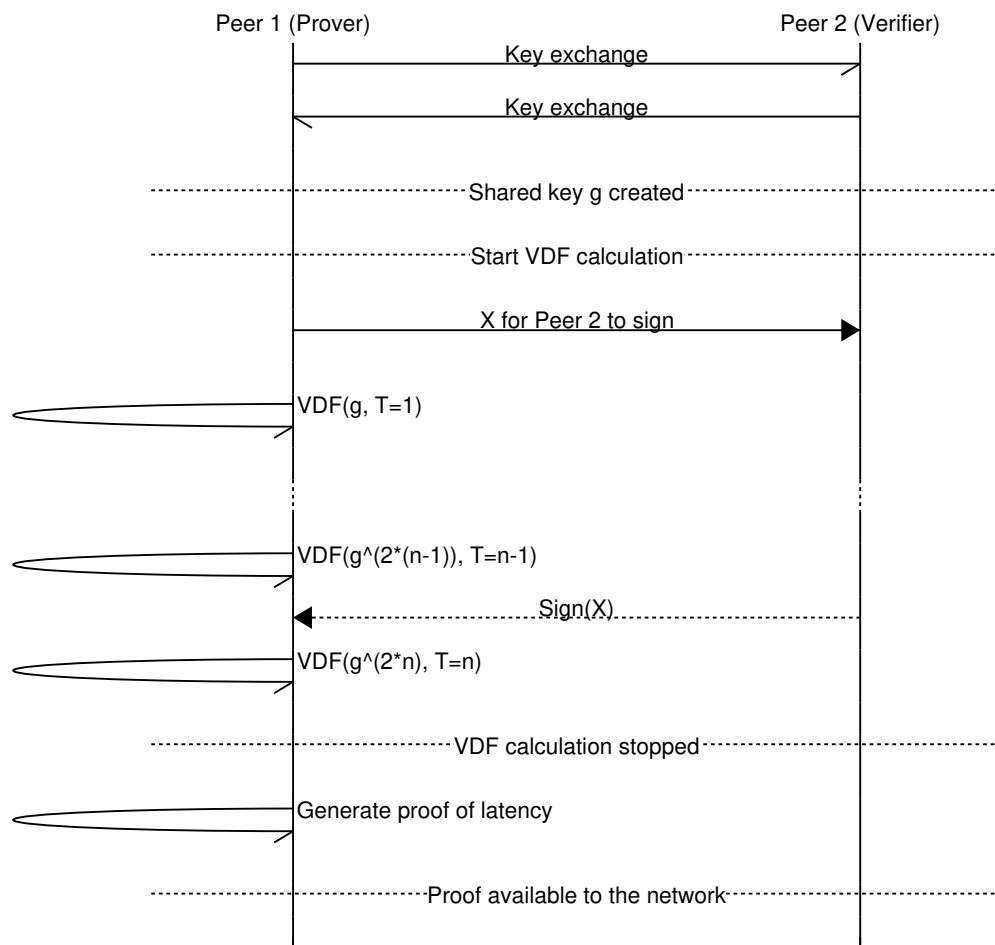 Peer 1 (Prover)
Peer 2 (Verifier)
Key exchange
Key exchange
Shared key g created
Start VDF calculation
X for Peer 2 to sign
VDF(g, T=1)
VDF(g^(2*(n-1)), T=n-1)
Sign(X)
VDF(g^(2*n), T=n)
VDF calculation stopped
Generate proof of latency
Proof available to the network